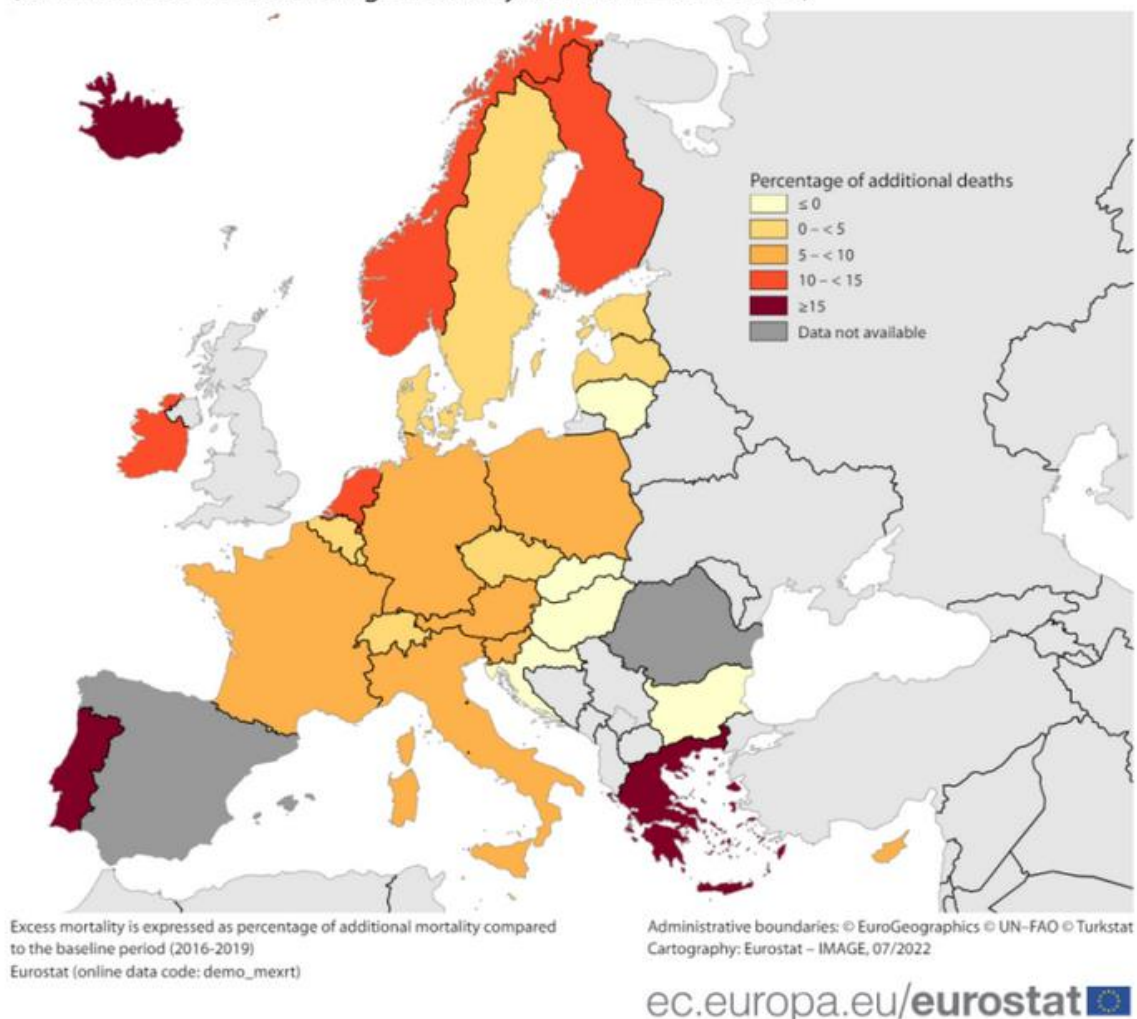 Percentage of additional deaths
≤ 0
0 – < 5
5 – < 10
10 – < 15
≥15
Data not available
Excess mortality is expressed as percentage of additional mortality compared
to the baseline period (2016-2019)
Eurostat (online data code: demo_mexrt)
Administrative boundaries: © EuroGeographics © UN–FAO © Turkstat
Cartography: Eurostat – IMAGE, 07/2022
ec.europa.eu/eurostat